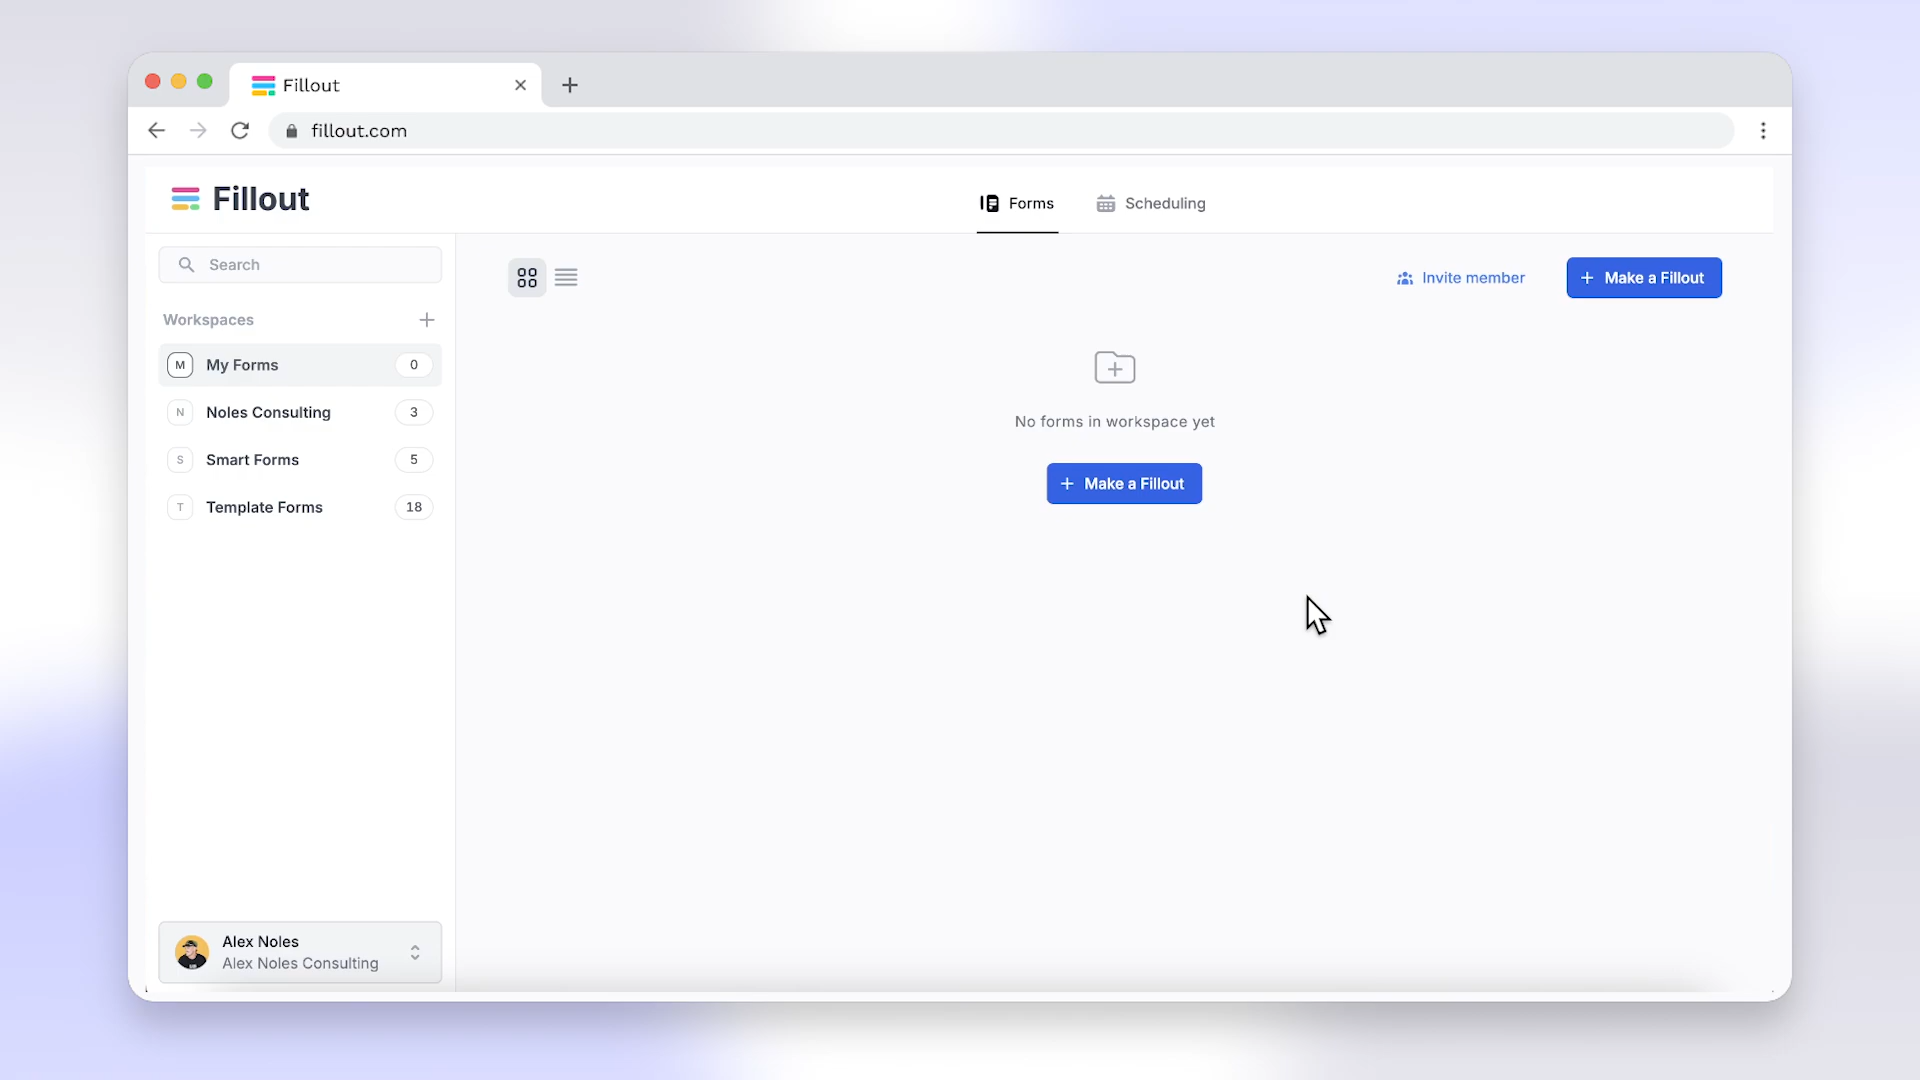 Fillout
fillout.com
Fillout
Forms
Scheduling
Search
Invite member
+ Make a Fillout
Workspaces
M My Forms 0
N Noles Consulting 3
S Smart Forms 5
T Template Forms 18
No forms in workspace yet
+ Make a Fillout
Alex Noles
Alex Noles Consulting